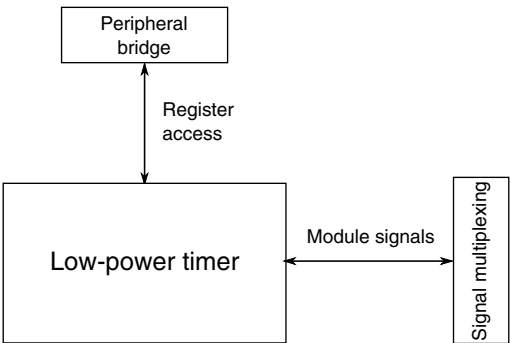 Peripheral
bridge
Register
access
Low-power timer
Module signals
Signal multiplexing